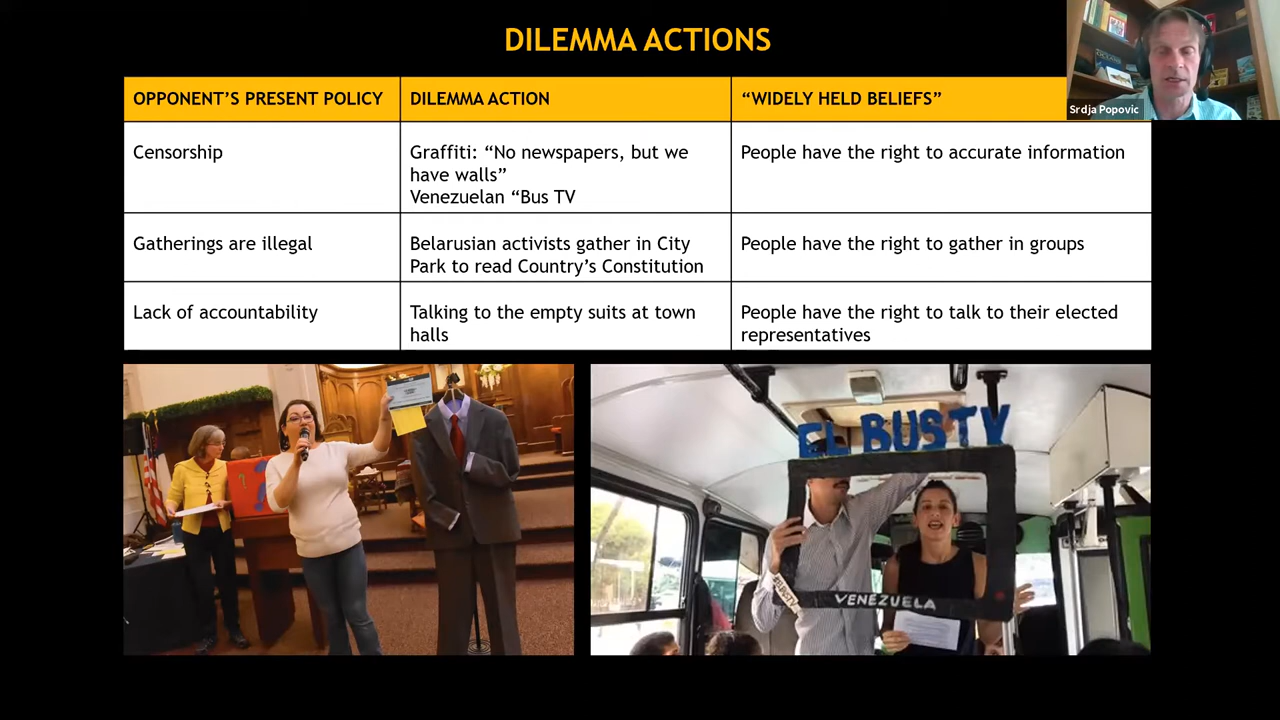 DILEMMA ACTIONS
Srdja Popovic
OPPONENT'S PRESENT POLICY
DILEMMA ACTION
“WIDELY HELD BELIEFS”
Censorship
Graffiti: “No newspapers, but we
have walls”
Venezuelan “Bus TV
People have the right to accurate information
Gatherings are illegal
Belarusian activists gather in City
Park to read Country’s Constitution
People have the right to gather in groups
Lack of accountability
Talking to the empty suits at town
halls
People have the right to talk to their elected
representatives
EL BUS TV
VENEZUELA